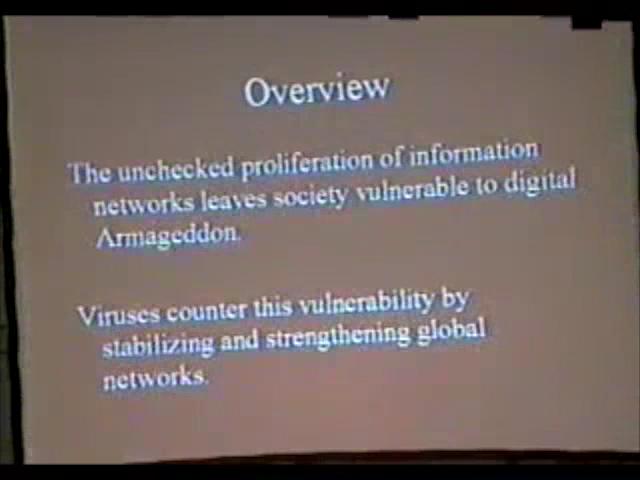 Overview
The unchecked proliferation of information
networks leaves society vulnerable to digital
Armageddon.
Viruses counter this vulnerability by
stabilizing and strengthening global
networks.